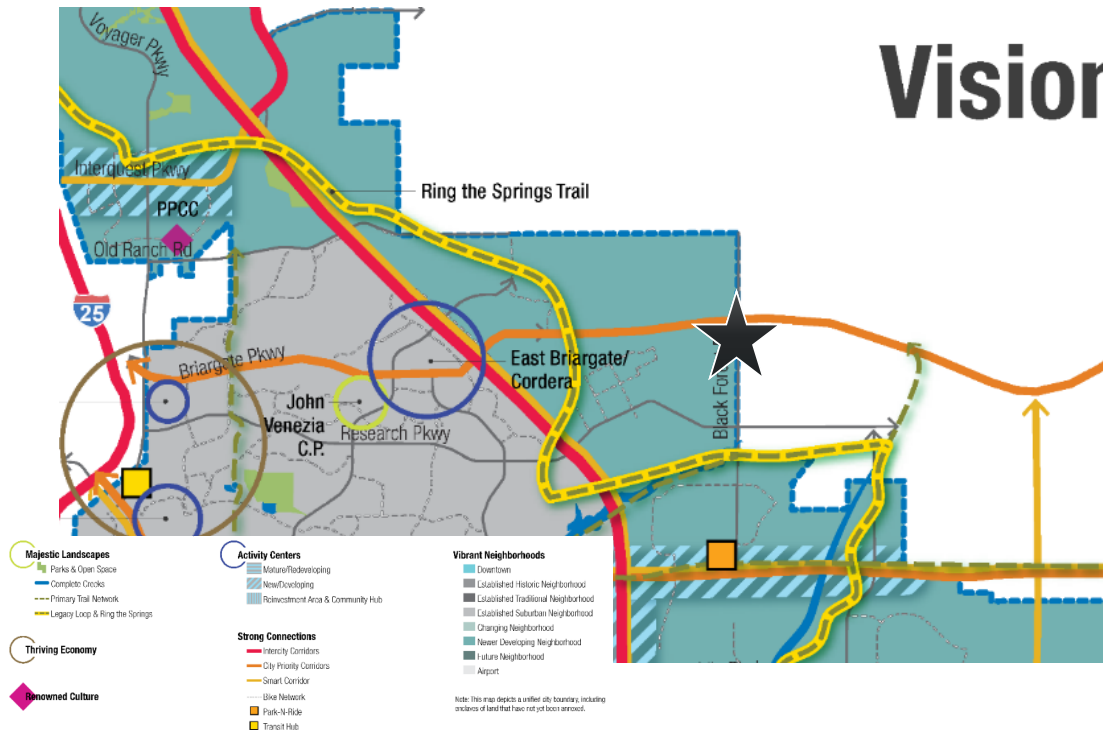 Vision
Voyager Pkwy
Interquest Pkwy
PPCC
Old Ranch Rd
25
Ring the Springs Trail
Briargate Pkwy
East Briargate/
Cordera
John
Venezia
C.P.
Research Pkwy
Black For
Majestic Landscapes
Parks & Open Space
Complete Creeks
Primary Trail Network
Legacy Loop & Ring the Springs
Thriving Economy
Renowned Culture
Activity Centers
Mature/Redeveloping
New/Developing
Reinvestment Area & Community Hub
Strong Connections
Intercity Corridors
City Priority Corridors
Smart Corridor
Bike Network
Park-N-Ride
Transit Hub
Vibrant Neighborhoods
Downtown
Established Historic Neighborhood
Established Traditional Neighborhood
Established Suburban Neighborhood
Changing Neighborhood
Newer Developing Neighborhood
Future Neighborhood
Airport
Note: This map depicts a unified city boundary, including
enclaves of land that have not yet been annexed.